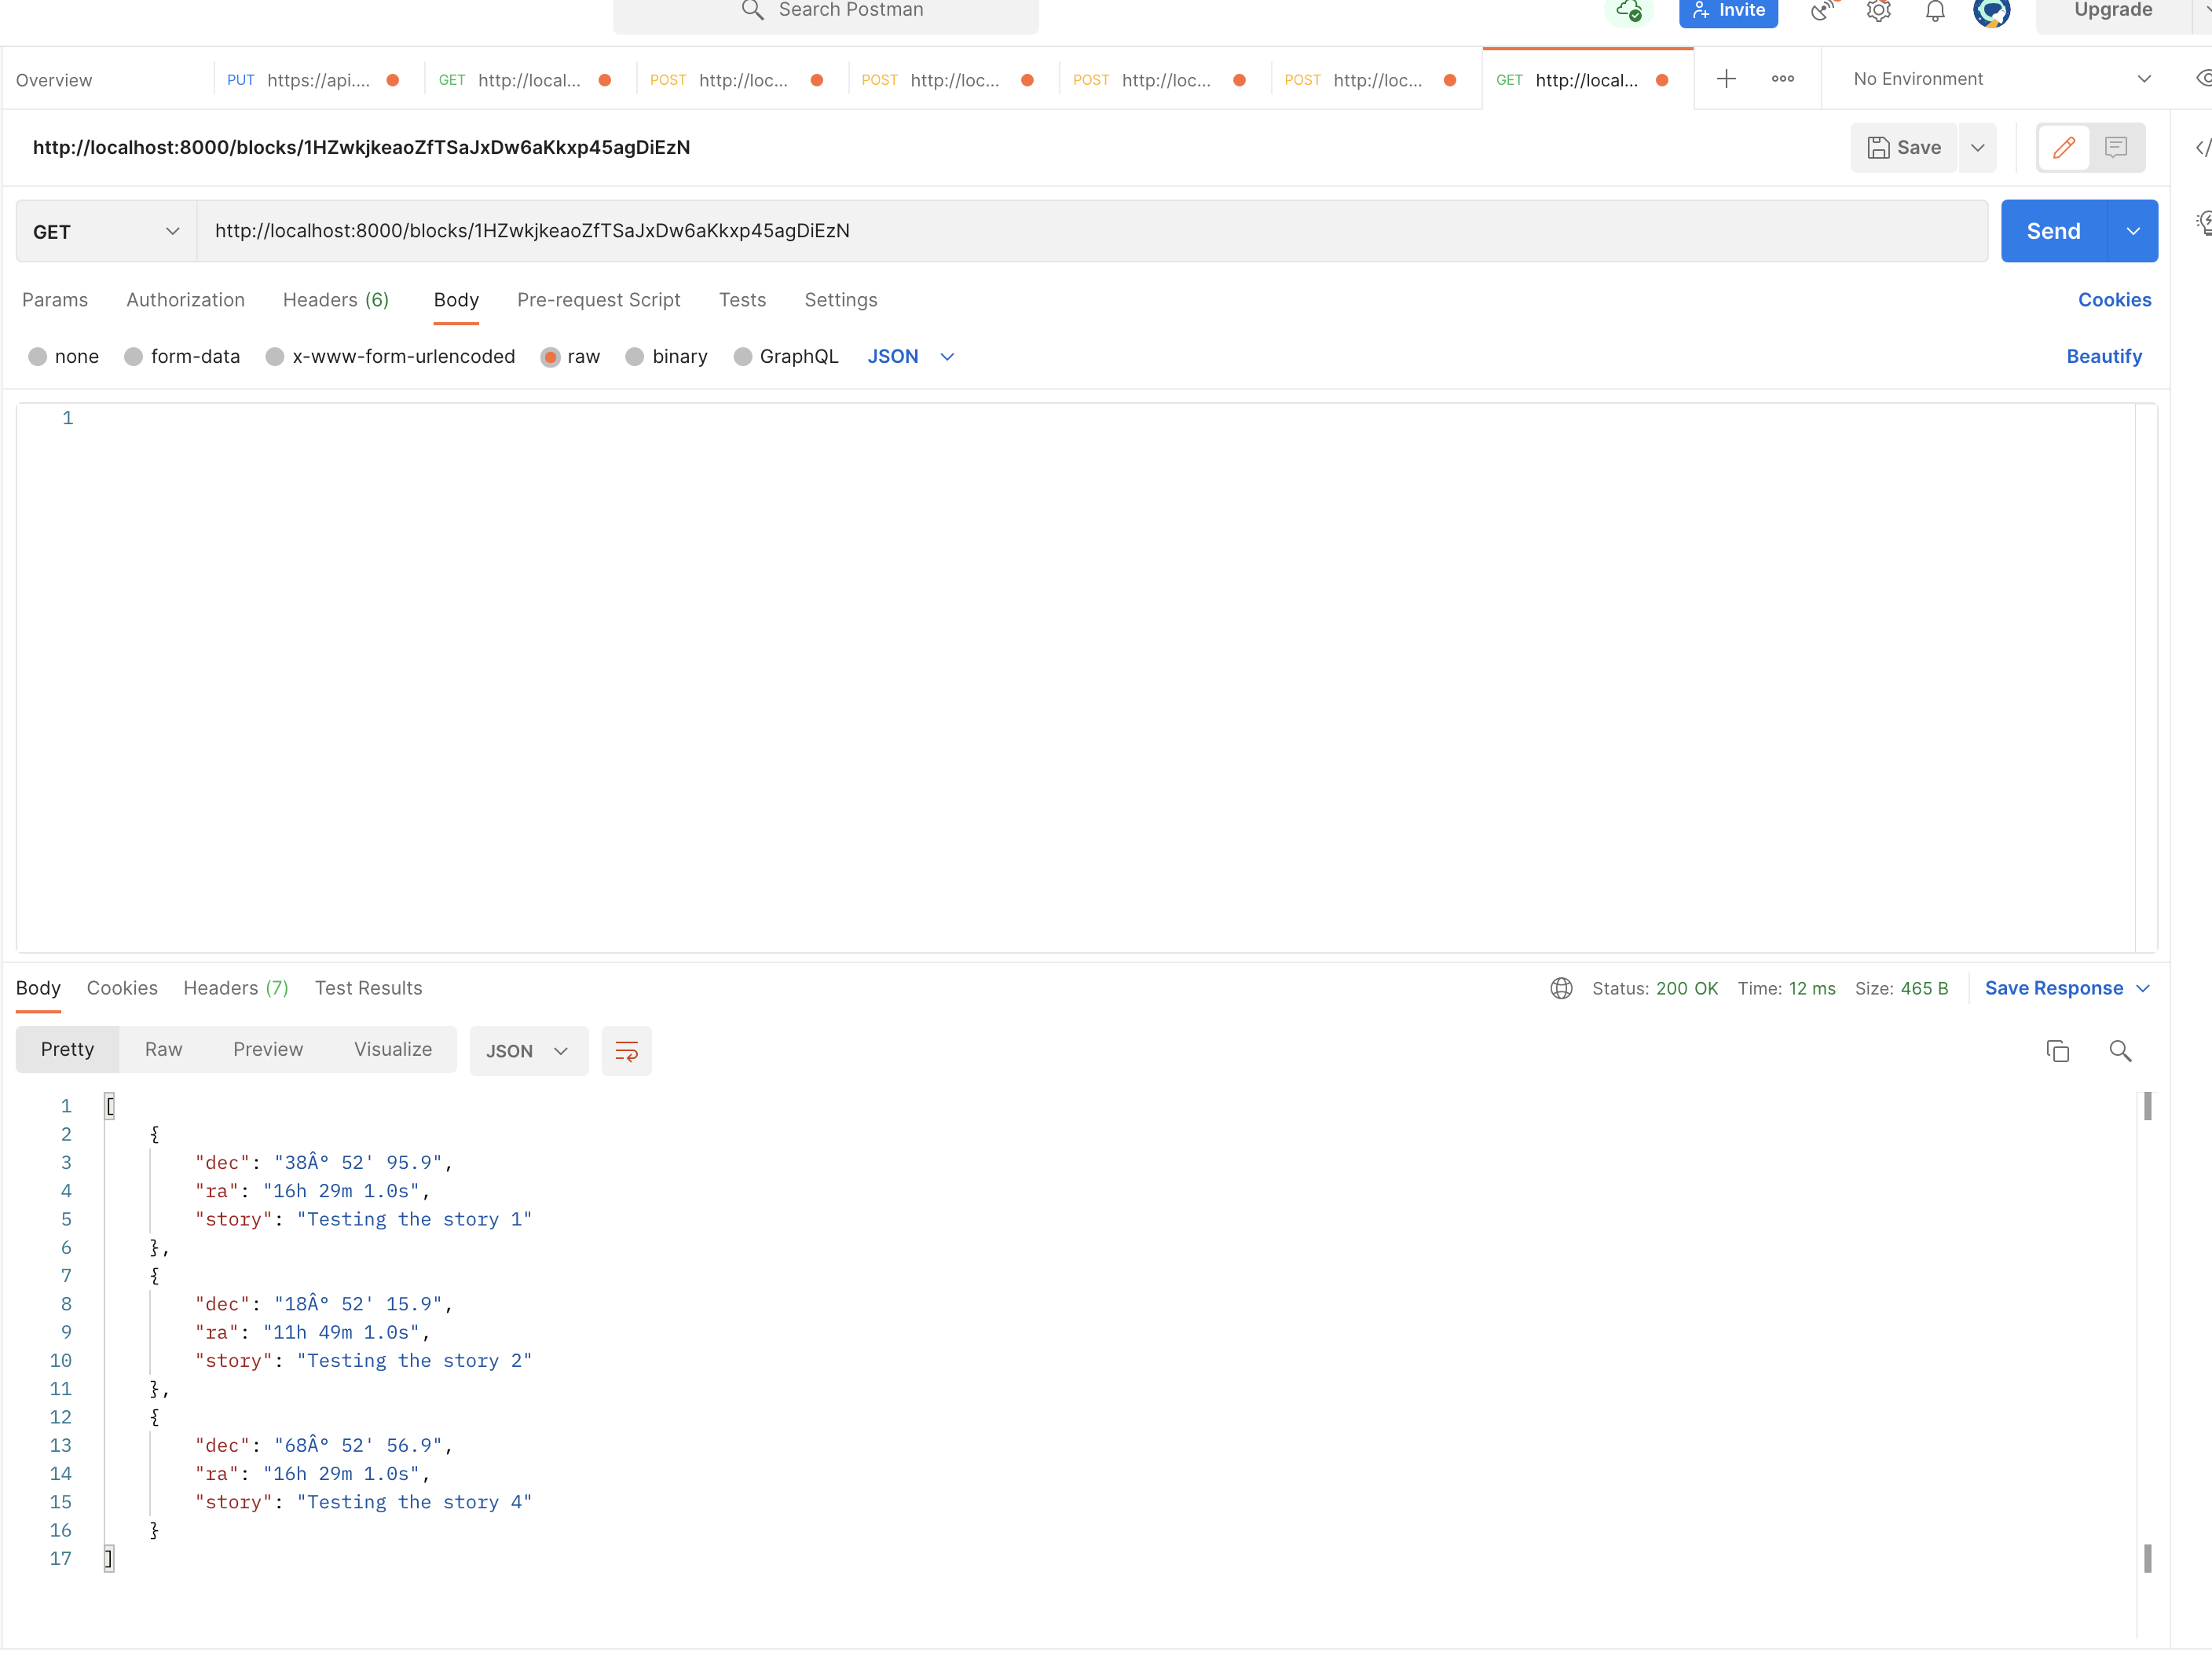 Search Postman
Invite
Upgrade
Overview
PUT https://api....
GET http://local...
POST http://loc...
POST http://loc...
POST http://loc...
POST http://loc...
GET http://local...
No Environment
http://localhost:8000/blocks/1HZwkjkeaoZfTSaJxDw6aKkxp45agDiEzN
Save
GET http://localhost:8000/blocks/1HZwkjkeaoZfTSaJxDw6aKkxp45agDiEzN Send
Params Authorization Headers (6) Body Pre-request Script Tests Settings Cookies
none form-data x-www-form-urlencoded raw binary GraphQL JSON Beautify
1
Body Cookies Headers (7) Test Results Status: 200 OK Time: 12 ms Size: 465 B Save Response
Pretty Raw Preview Visualize JSON
1 [
2 {
3 "dec": "38Â° 52' 95.9",
4 "ra": "16h 29m 1.0s",
5 "story": "Testing the story 1"
6 },
7 {
8 "dec": "18Â° 52' 15.9",
9 "ra": "11h 49m 1.0s",
10 "story": "Testing the story 2"
11 },
12 {
13 "dec": "68Â° 52' 56.9",
14 "ra": "16h 29m 1.0s",
15 "story": "Testing the story 4"
16 }
17 ]